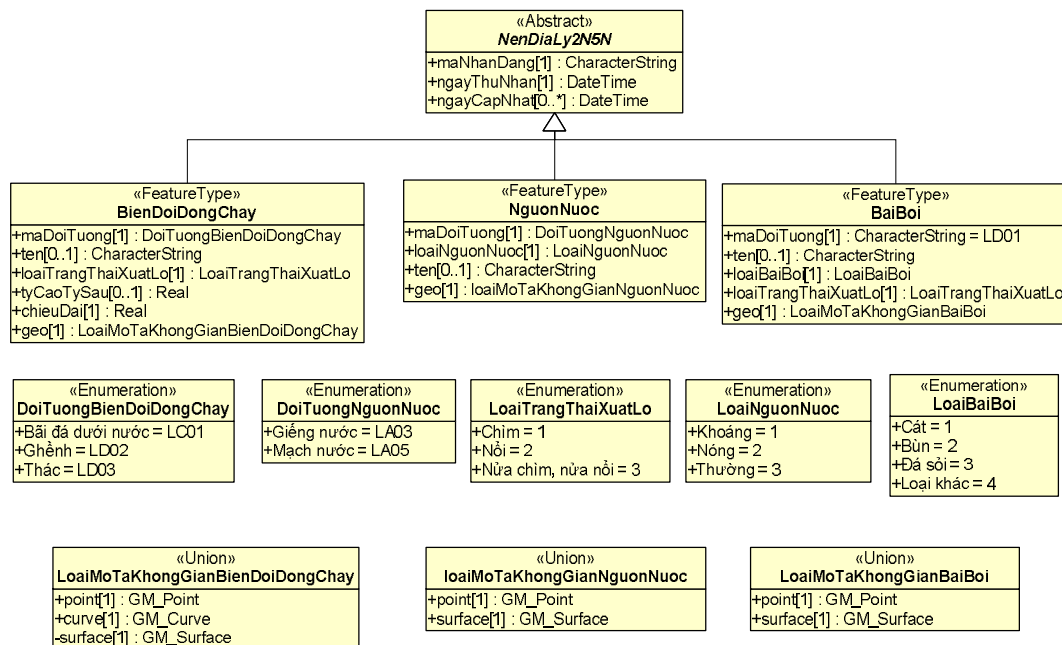 «Abstract»
NenDiaLy2N5N
+maNhanDang[1] : CharacterString
+ngayThuNhan[1] : DateTime
+ngayCapNhat[0..*] : DateTime
«FeatureType»
BienDoiDongChay
+maDoiTuong[1] : DoiTuongBienDoiDongChay
+ten[0..1] : CharacterString
+loaiTrangThaiXuatLo[1] : LoaiTrangThaiXuatLo
+tyCaoTySau[0..1] : Real
+chieuDai[1] : Real
+geo[1] : LoaiMoTaKhongGianBienDoiDongChay
«FeatureType»
NguonNuoc
+maDoiTuong[1] : DoiTuongNguonNuoc
+loaiNguonNuoc[1] : LoaiNguonNuoc
+ten[0..1] : CharacterString
+geo[1] : loaiMoTaKhongGianNguonNuoc
«FeatureType»
BaiBoi
+maDoiTuong[1] : CharacterString = LD01
+ten[0..1] : CharacterString
+loaiBaiBoi[1] : LoaiBaiBoi
+loaiTrangThaiXuatLo[1] : LoaiTrangThaiXuatLo
+geo[1] : LoaiMoTaKhongGianBaiBoi
«Enumeration»
DoiTuongBienDoiDongChay
+Bãi đá dưới nước = LC01
+Ghềnh = LD02
+Thác = LD03
«Enumeration»
DoiTuongNguonNuoc
+Giếng nước = LA03
+Mạch nước = LA05
«Enumeration»
LoaiTrangThaiXuatLo
+Chìm = 1
+Nổi = 2
+Nửa chìm, nửa nổi = 3
«Enumeration»
LoaiNguonNuoc
+Khoáng = 1
+Nóng = 2
+Thường = 3
«Enumeration»
LoaiBaiBoi
+Cát = 1
+Bùn = 2
+Đá sỏi = 3
+Loại khác = 4
«Union»
LoaiMoTaKhongGianBienDoiDongChay
+point[1] : GM_Point
+curve[1] : GM_Curve
-surface[1] : GM_Surface
«Union»
loaiMoTaKhongGianNguonNuoc
+point[1] : GM_Point
+surface[1] : GM_Surface
«Union»
LoaiMoTaKhongGianBaiBoi
+point[1] : GM_Point
+surface[1] : GM_Surface